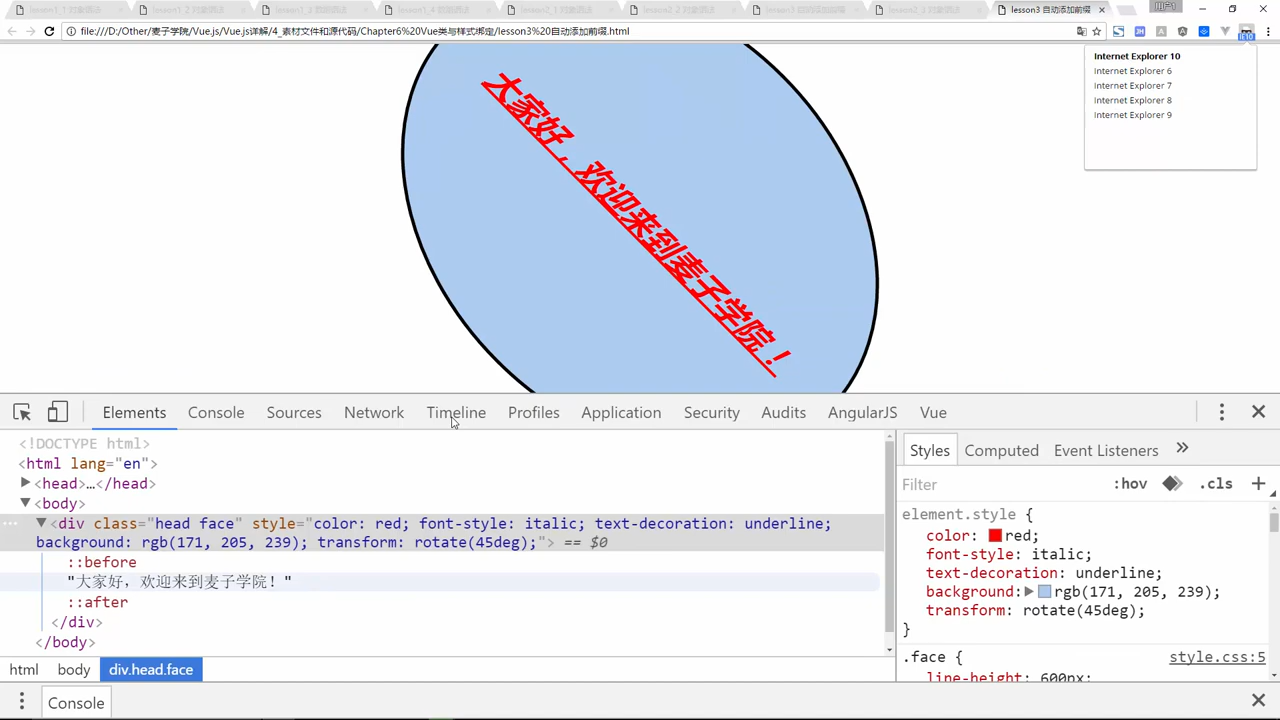 lesson3 自动添加前缀
file:///D:/Other/麦子学院/Vue.js/Vue.js详解/4_素材文件和源代码/Chapter6%20Vue类与样式绑定/lesson3%20自动添加前缀.html
IE10
Internet Explorer 10
Internet Explorer 6
Internet Explorer 7
Internet Explorer 8
Internet Explorer 9
大家好，欢迎来到麦子学院！
Elements Console Sources Network Timeline Profiles Application Security Audits AngularJS Vue
<!DOCTYPE html>
<html lang="en">
<head>…</head>
<body>
<div class="head face" style="color: red; font-style: italic; text-decoration: underline;
background: rgb(171, 205, 239); transform: rotate(45deg);"> == $0
::before
"大家好，欢迎来到麦子学院！"
::after
</div>
</body>
html body div.head.face
Styles Computed Event Listeners
Filter :hov .cls
element.style {
color: red;
font-style: italic;
text-decoration: underline;
background: rgb(171, 205, 239);
transform: rotate(45deg);
}
.face { style.css:5
line-height: 600px;
Console